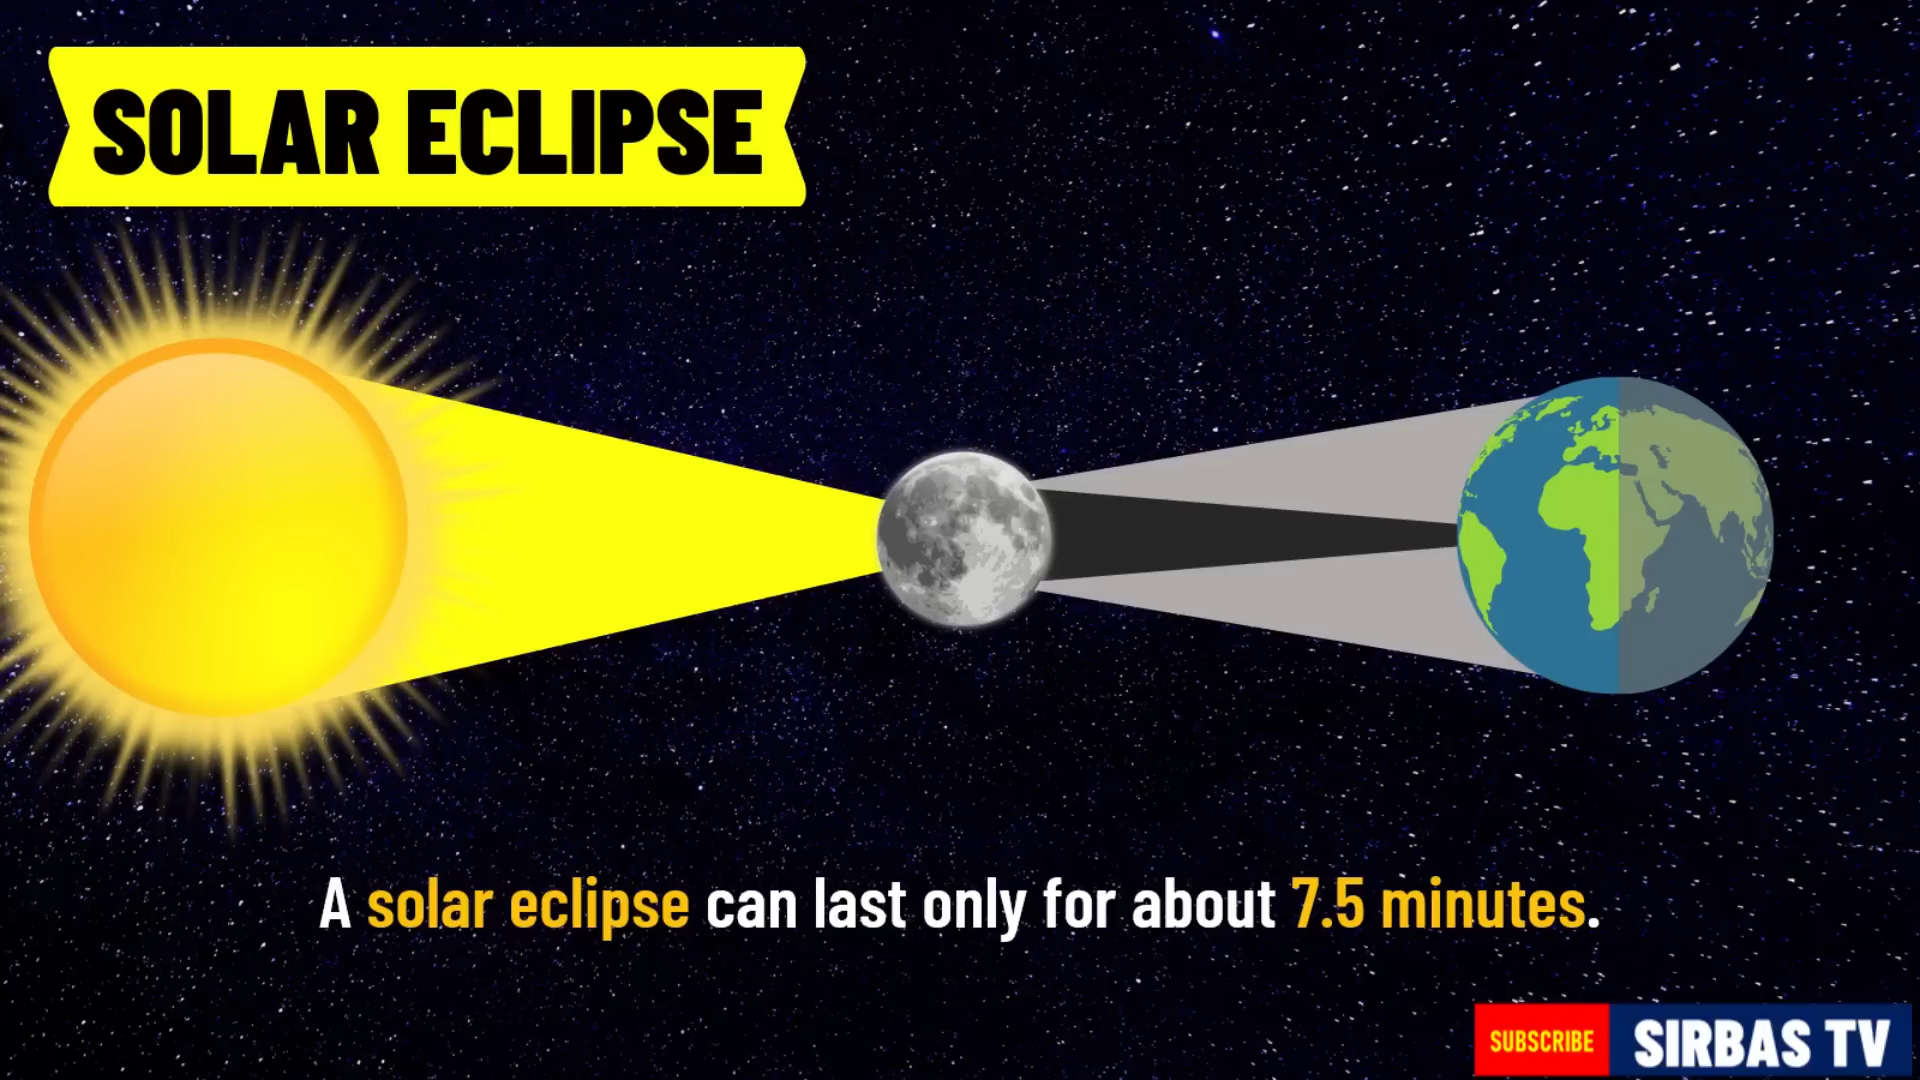 SOLAR ECLIPSE
A solar eclipse can last only for about 7.5 minutes.
SUBSCRIBE SIRBAS TV